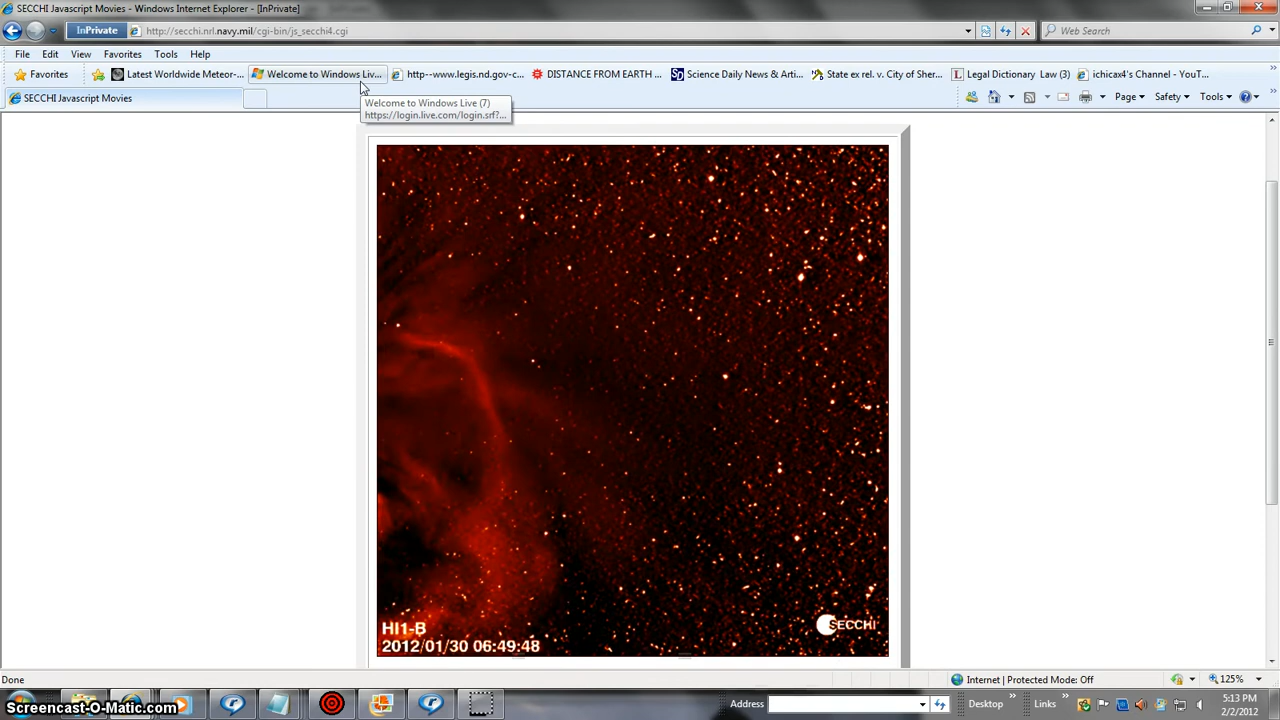 SECCHI Javascript Movies - Windows Internet Explorer - [InPrivate]
InPrivate
http://secchi.nrl.navy.mil/cgi-bin/js_secchi4.cgi
Web Search
File Edit View Favorites Tools Help
Favorites Latest Worldwide Meteor-... Welcome to Windows Liv... http--www.legis.nd.gov-c... DISTANCE FROM EARTH ... Science Daily News & Arti... State ex rel. v. City of Sher... Legal Dictionary Law (3) ichicax4's Channel - YouT...
SECCHI Javascript Movies
Page Safety Tools
Welcome to Windows Live (7)
https://login.live.com/login.srf?...
HI1-B
2012/01/30 06:49:48
SECCHI
Done
Internet | Protected Mode: Off
125%
Screencast-O-Matic.com
Address
Desktop
Links
5:13 PM
2/2/2012